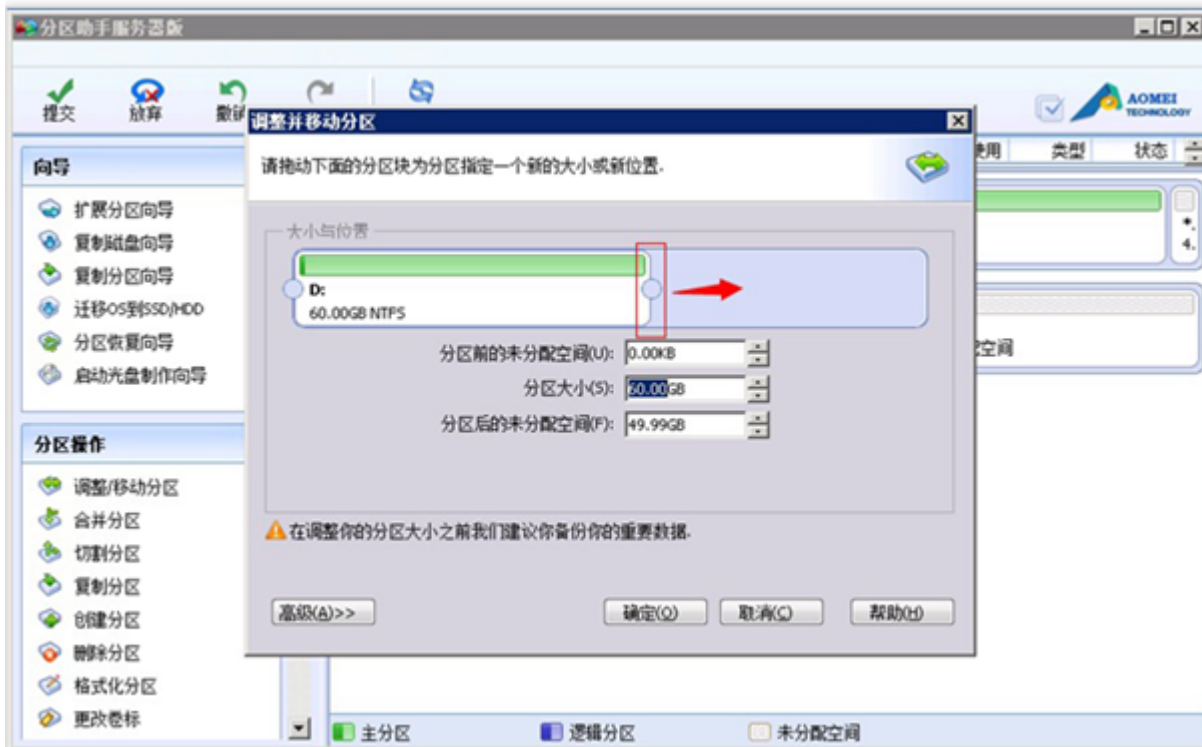 分区助手服务器版
提交
放弃
撤销
AOMEI
TECHNOLOGY
向导
扩展分区向导
复制磁盘向导
复制分区向导
迁移OS到SSD/HDD
分区恢复向导
启动光盘制作向导
分区操作
调整/移动分区
合并分区
切割分区
复制分区
创建分区
删除分区
格式化分区
更改卷标
调整并移动分区
请拖动下面的分区块为分区指定一个新的大小或新位置.
大小与位置
D:
60.00GB NTFS
分区前的未分配空间(U): 0.00KB
分区大小(S): 60.00GB
分区后的未分配空间(F): 49.99GB
在调整你的分区大小之前我们建议你备份你的重要数据.
高级(A)>> 确定(O) 取消(C) 帮助(H)
使用 类型 状态
*.
4.
空间
主分区 逻辑分区 未分配空间